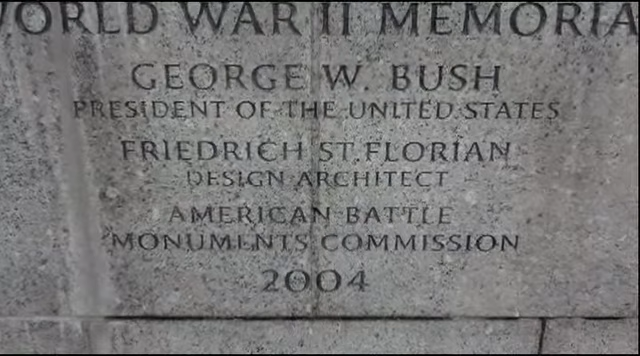 WORLD WAR II MEMORIA
GEORGE W. BUSH
PRESIDENT OF THE UNITED STATES
FRIEDRICH ST.FLORIAN
DESIGN ARCHITECT
AMERICAN BATTLE
MONUMENTS COMMISSION
2004